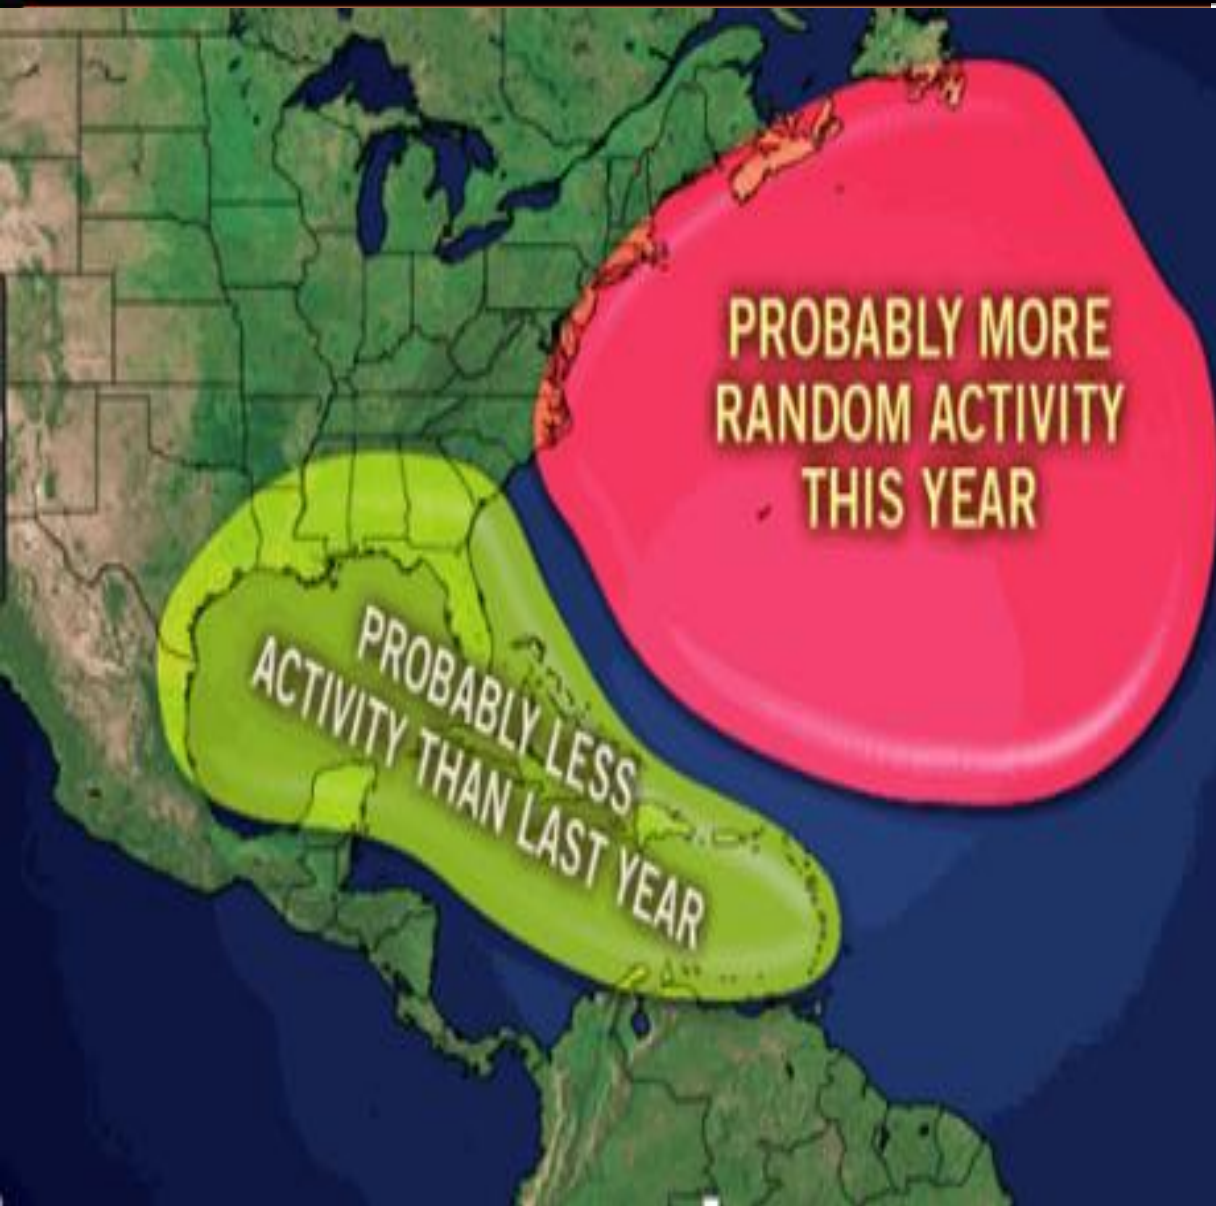 PROBABLY MORE
RANDOM ACTIVITY
THIS YEAR
PROBABLY LESS
ACTIVITY THAN LAST YEAR